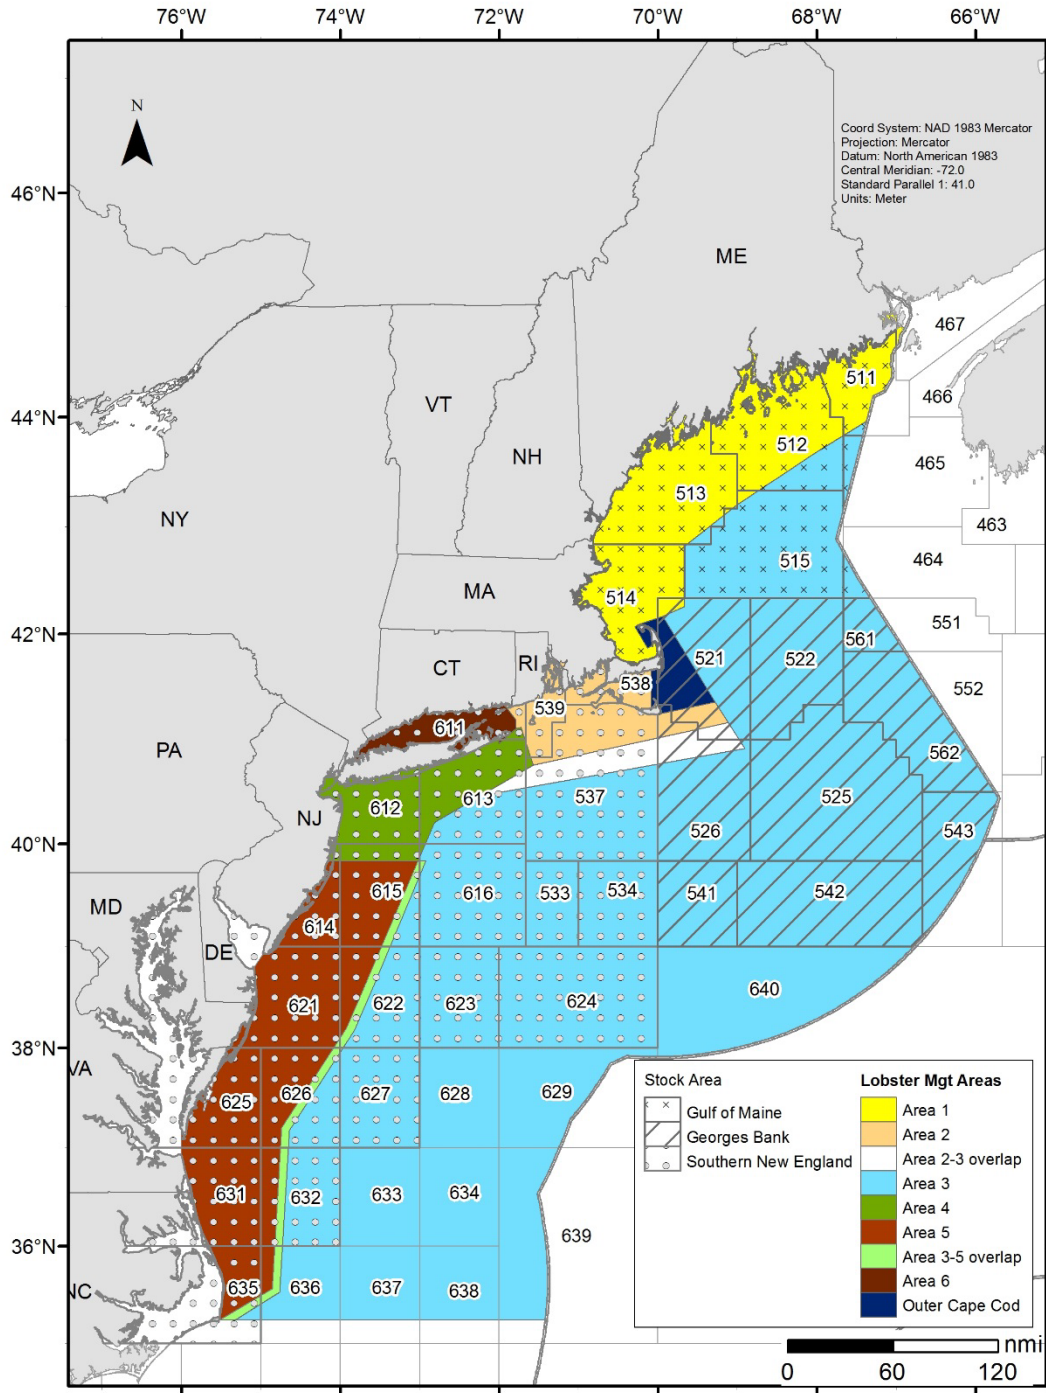 76°W 74°W 72°W 70°W 68°W 66°W
N
Coord System: NAD 1983 Mercator
Projection: Mercator
Datum: North American 1983
Central Meridian: -72.0
Standard Parallel 1: 41.0
Units: Meter
46°N
ME
467
511
466
44°N
VT
512
NH
465
513
NY
463
515
464
MA
514
551
42°N
561
521
522
CT
RI
538
552
539
611
PA
562
537
525
613
612
NJ
526
543
40°N
615
616
533
534
541
542
MD
614
DE
640
621
622
623
624
38°N
VA
625
626
627
628
629
631
632
633
634
639
36°N
NC
635
636
637
638
Stock Area
Gulf of Maine
Georges Bank
Southern New England
Lobster Mgt Areas
Area 1
Area 2
Area 2-3 overlap
Area 3
Area 4
Area 5
Area 3-5 overlap
Area 6
Outer Cape Cod
nmi
0 60 120